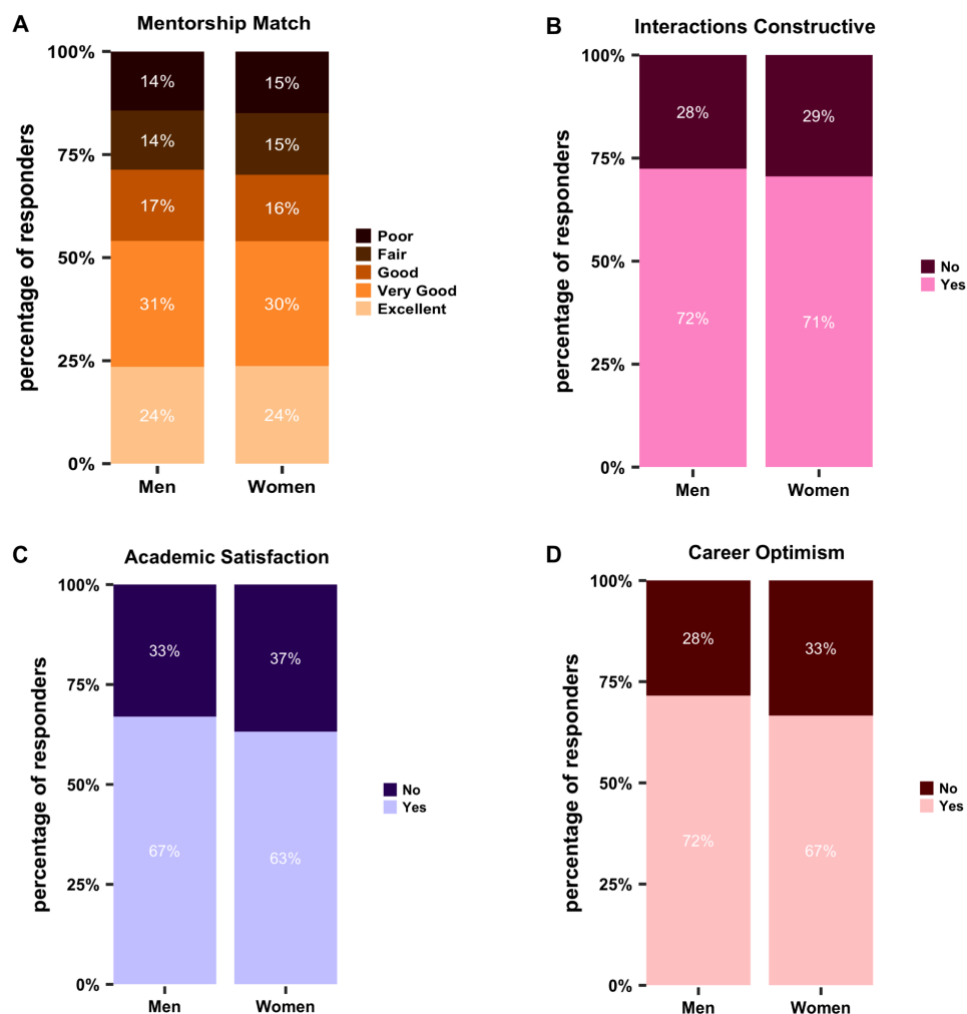 A
Mentorship Match
percentage of responders
100%
75%
50%
25%
0%
14%
14%
17%
31%
24%
15%
15%
16%
30%
24%
Men
Women
Poor
Fair
Good
Very Good
Excellent
B
Interactions Constructive
percentage of responders
100%
75%
50%
25%
0%
28%
72%
29%
71%
Men
Women
No
Yes
C
Academic Satisfaction
percentage of responders
100%
75%
50%
25%
0%
33%
67%
37%
63%
Men
Women
No
Yes
D
Career Optimism
percentage of responders
100%
75%
50%
25%
0%
28%
72%
33%
67%
Men
Women
No
Yes